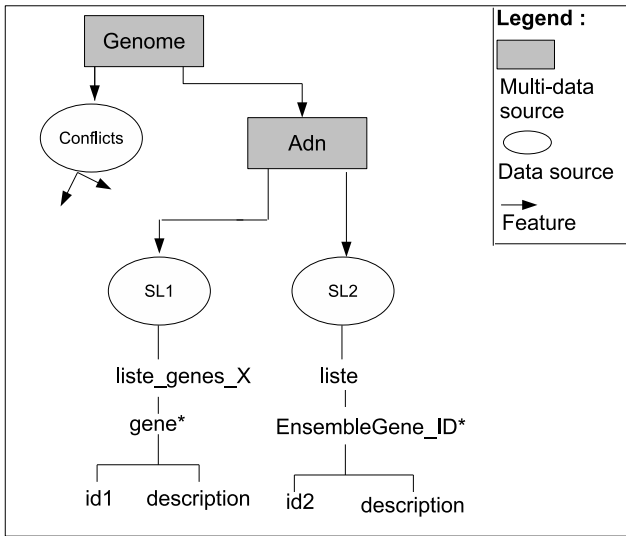 Genome
Conflicts
Adn
SL1
SL2
liste_genes_X
liste
gene*
EnsembleGene_ID*
id1
description
id2
description
Legend :
Multi-data
source
Data source
Feature